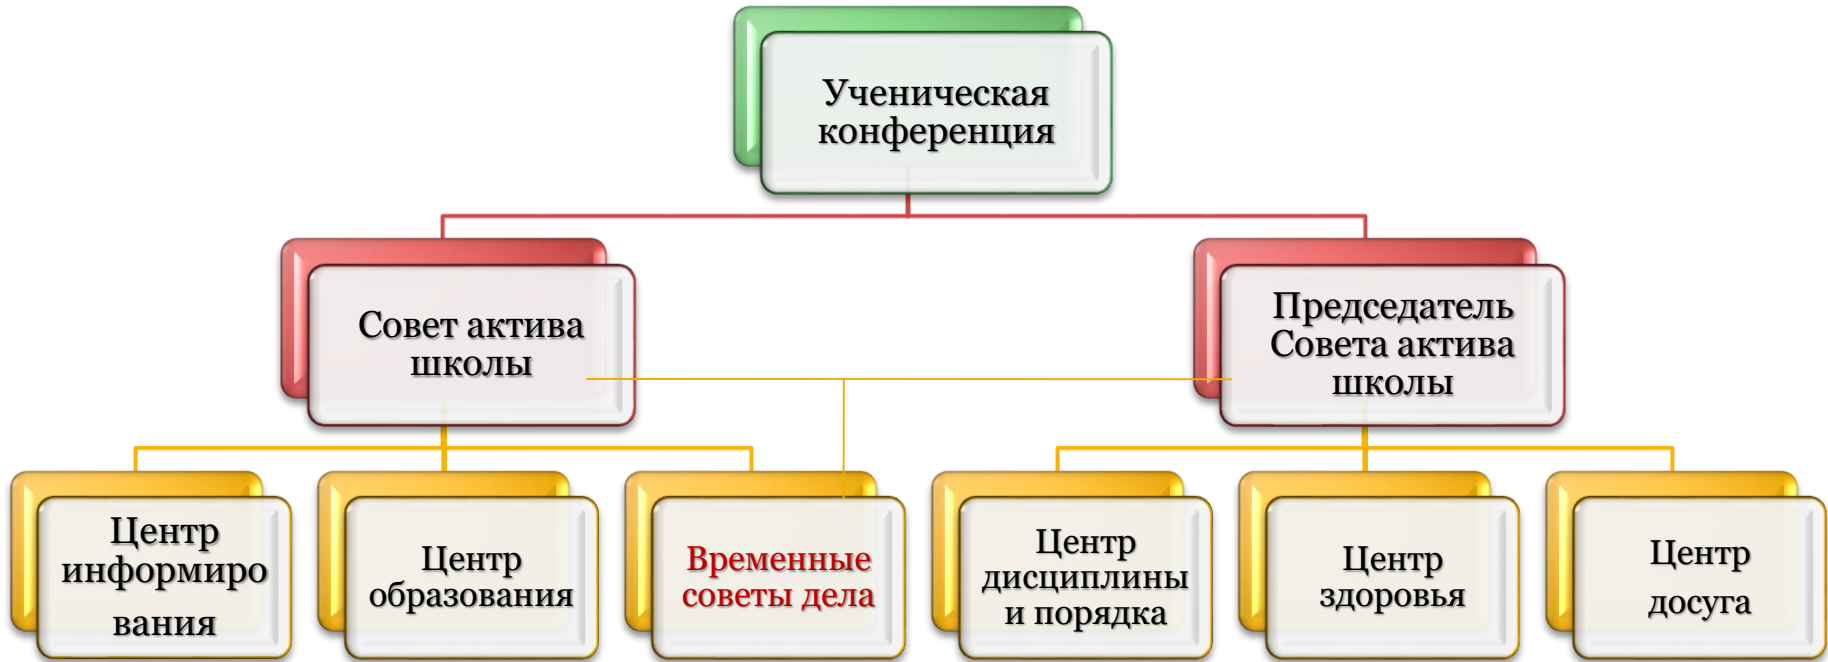 Ученическая
конференция
Совет актива
школы
Председатель
Совета актива
школы
Центр
информиро
вания
Центр
образования
Временные
советы дела
Центр
дисциплины
и порядка
Центр
здоровья
Центр
досуга